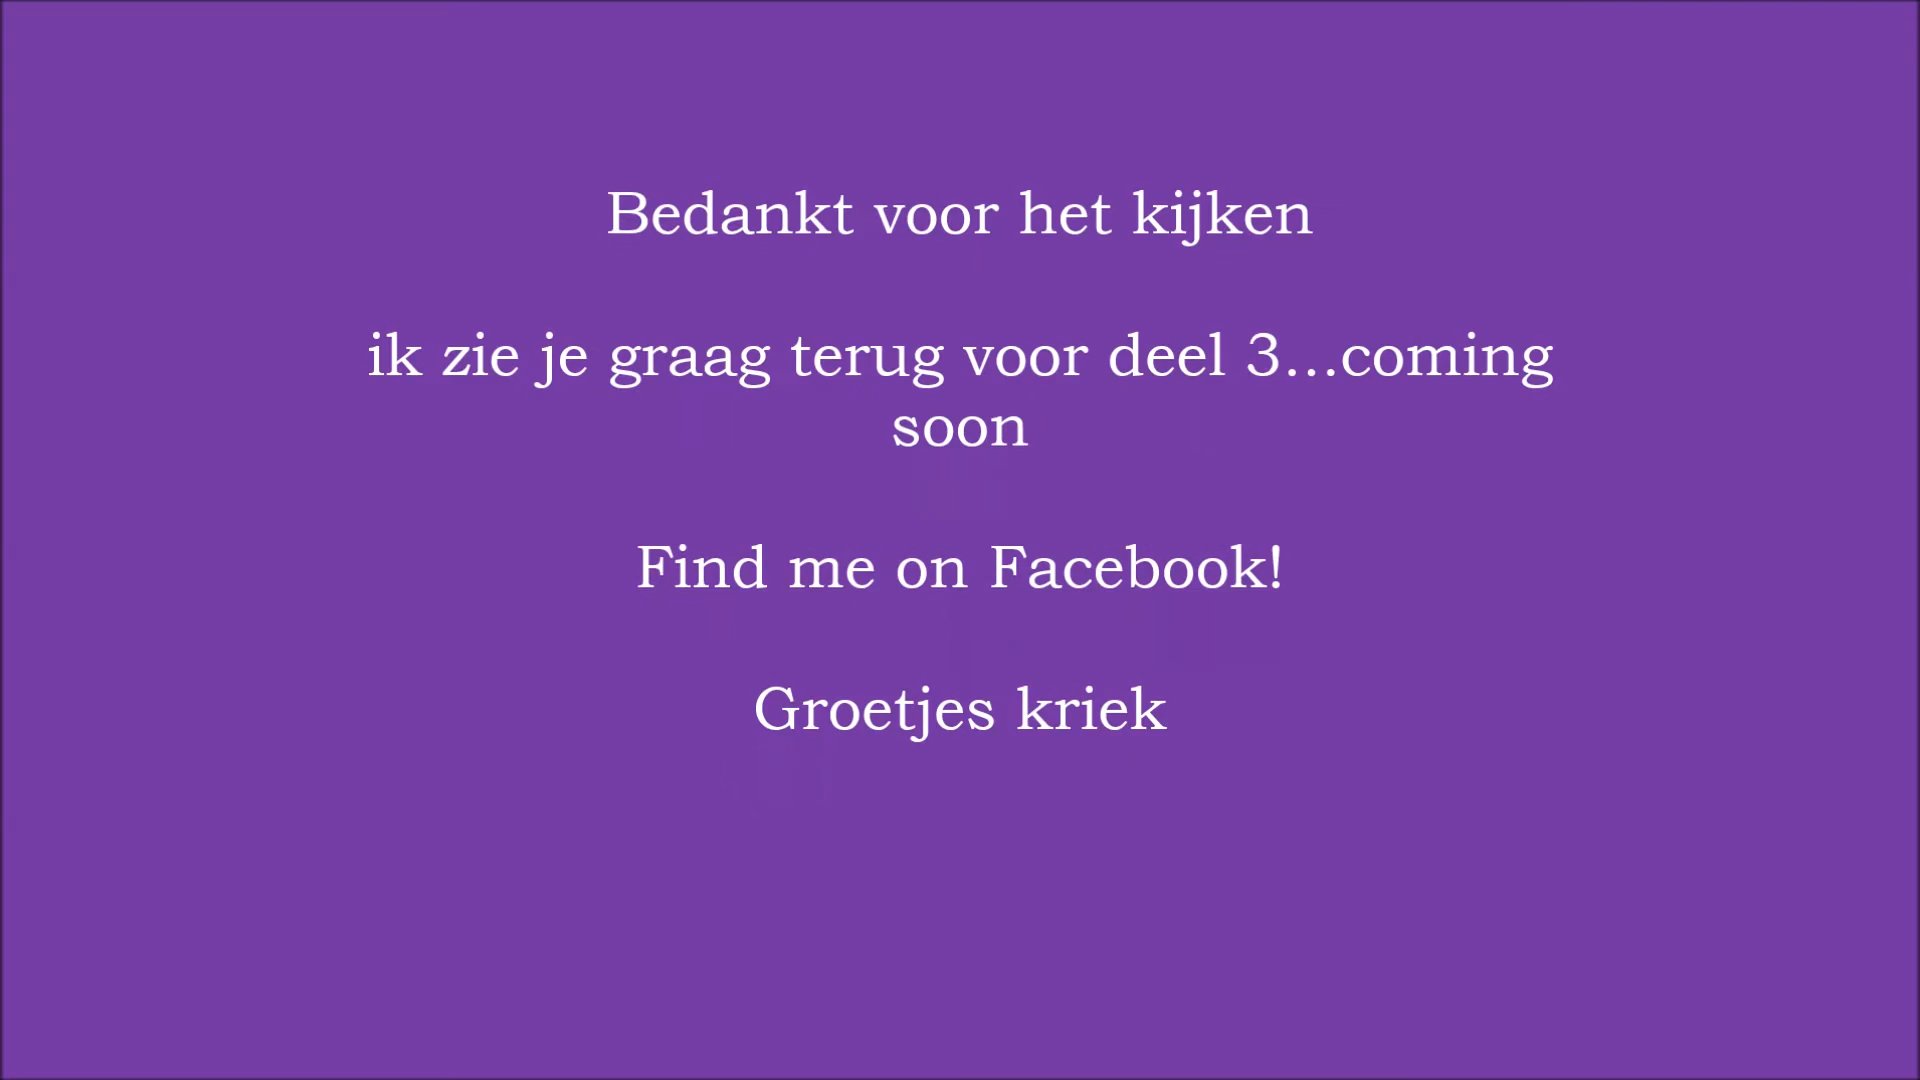 Bedankt voor het kijken
ik zie je graag terug voor deel 3...coming
soon
Find me on Facebook!
Groetjes kriek